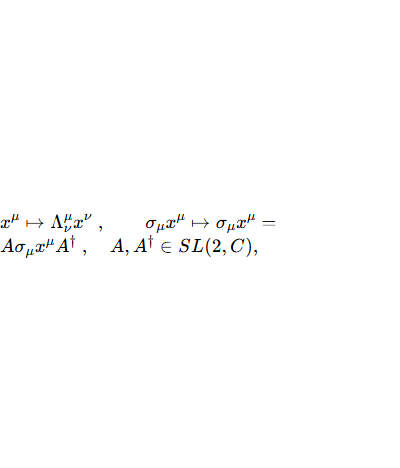 x^μ ↦ Λ^μ_ν x^ν , σ_μ x^μ ↦ σ_μ x^μ =
Aσ_μ x^μ A^† , A, A^† ∈ SL(2, C),